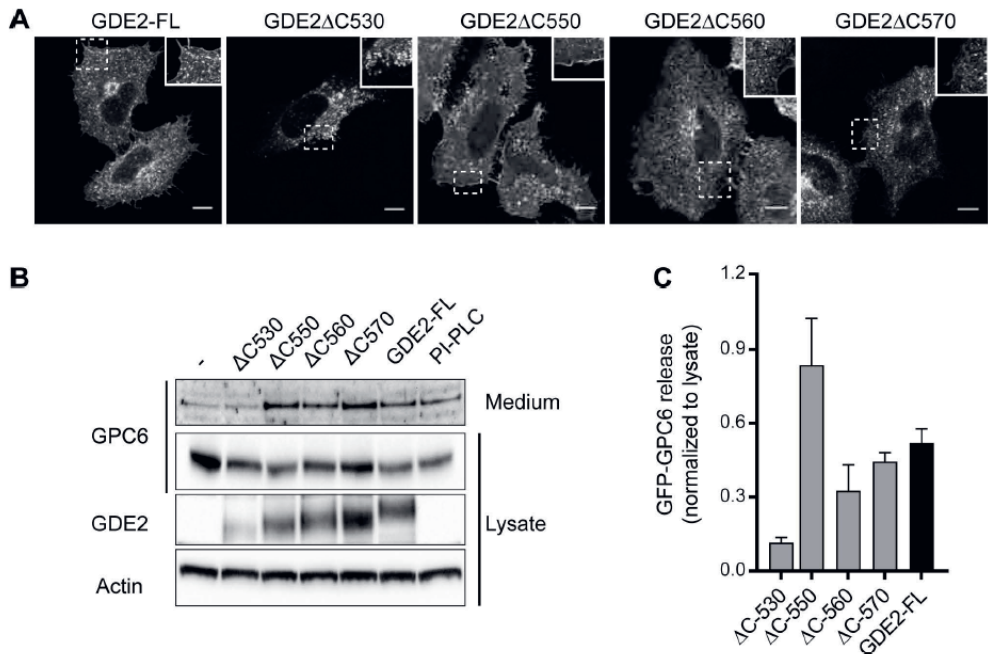 A
GDE2-FL
GDE2ΔC530
GDE2ΔC550
GDE2ΔC560
GDE2ΔC570
B
-
ΔC530
ΔC550
ΔC560
ΔC570
GDE2-FL
PI-PLC
GPC6
Medium
GDE2
Lysate
Actin
C
GFP-GPC6 release
(normalized to lysate)
1.2
0.9
0.6
0.3
0.0
ΔC-530
ΔC-550
ΔC-560
ΔC-570
GDE2-FL